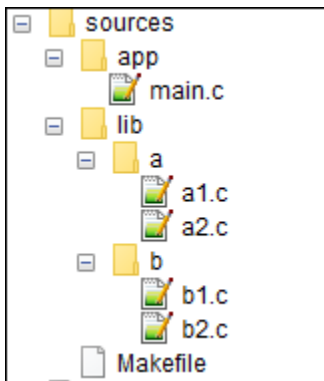 sources
app
main.c
lib
a
a1.c
a2.c
b
b1.c
b2.c
Makefile